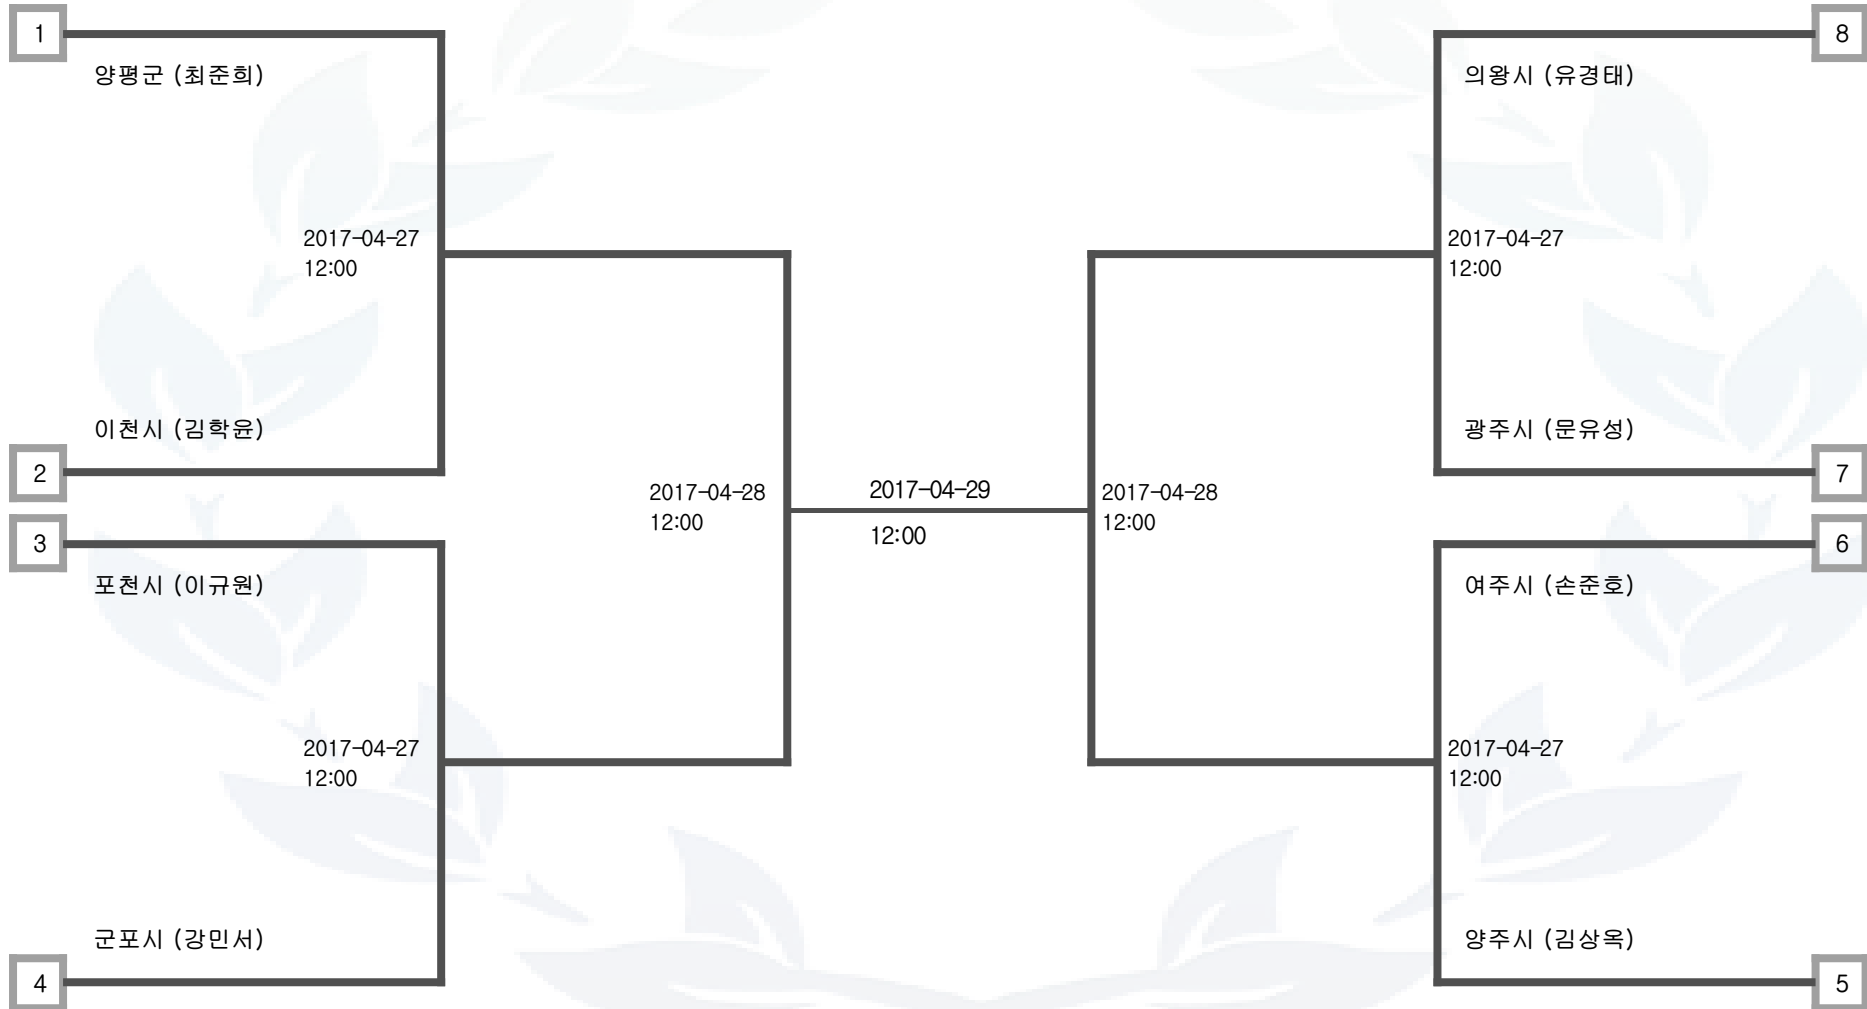 1
양평군 (최준희)
2017-04-27
12:00
이천시 (김학윤)
2
3
포천시 (이규원)
2017-04-27
12:00
군포시 (강민서)
4
2017-04-28
12:00
2017-04-29
12:00
2017-04-28
12:00
8
의왕시 (유경태)
2017-04-27
12:00
광주시 (문유성)
7
6
여주시 (손준호)
2017-04-27
12:00
양주시 (김상옥)
5